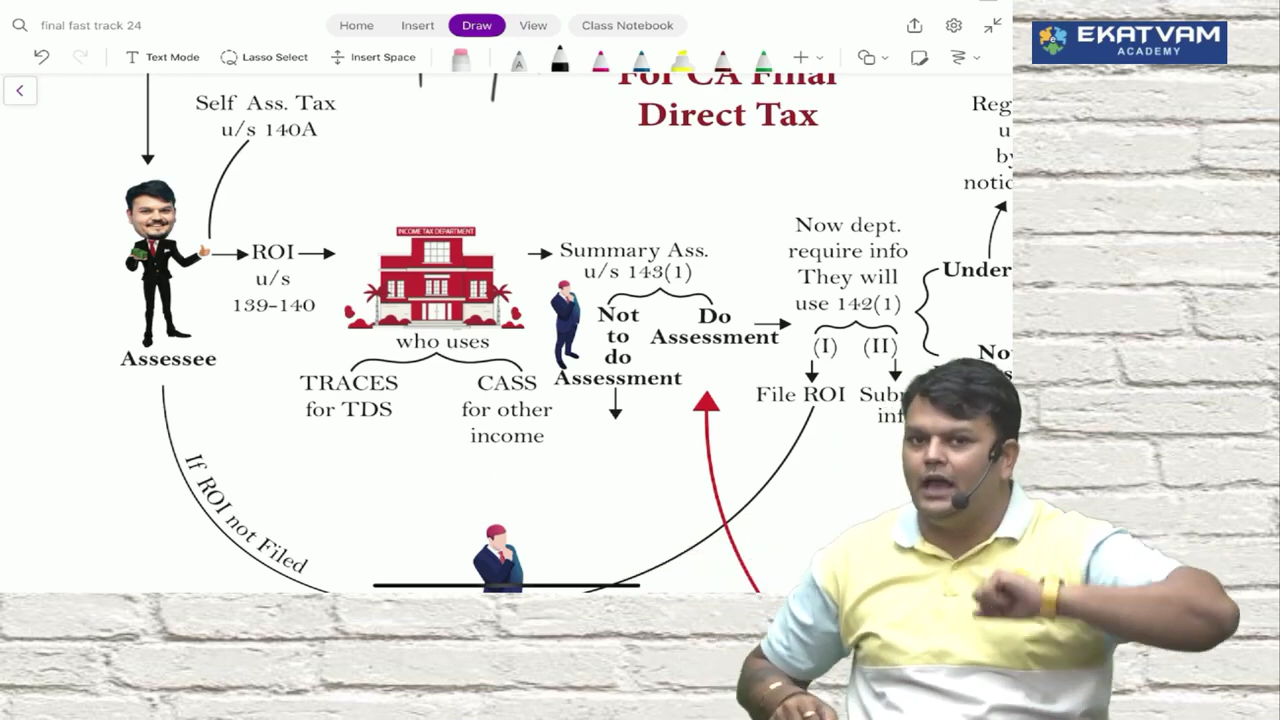 final fast track 24
Home
Insert
Draw
View
Class Notebook
EKATVAM
ACADEMY
Text Mode
Lasso Select
Insert Space
A
For CA Final
Direct Tax
Self Ass. Tax
u/s 140A
Reg
u
by
notic
ROI
u/s
139-140
INCOME TAX DEPARTMENT
who uses
TRACES
for TDS
CASS
for other
income
Summary Ass.
u/s 143(1)
Not
to
do
Assessment
Do
Assessment
Now dept.
require info
They will
use 142(1)
(I) (II)
File ROI
Sub
inf
Under
No
Assessee
If ROI not Filed